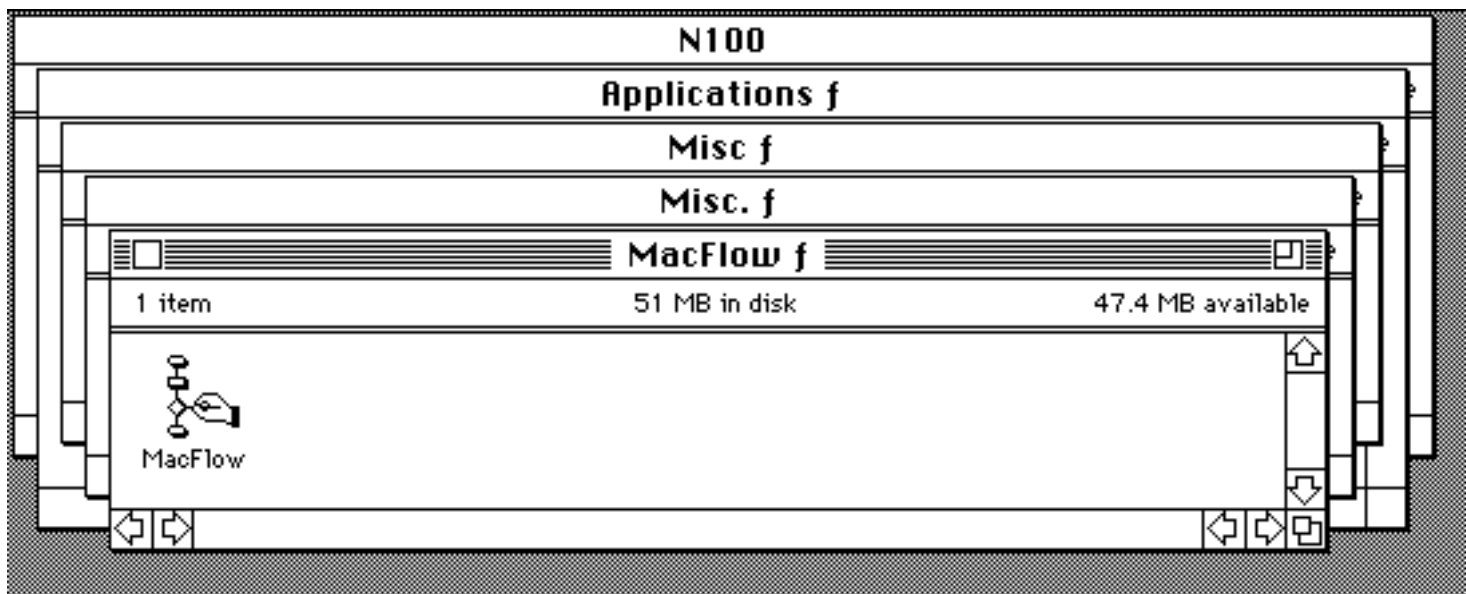 N100
Applications ƒ
Misc ƒ
Misc. ƒ
MacFlow ƒ
1 item 51 MB in disk 47.4 MB available
MacFlow